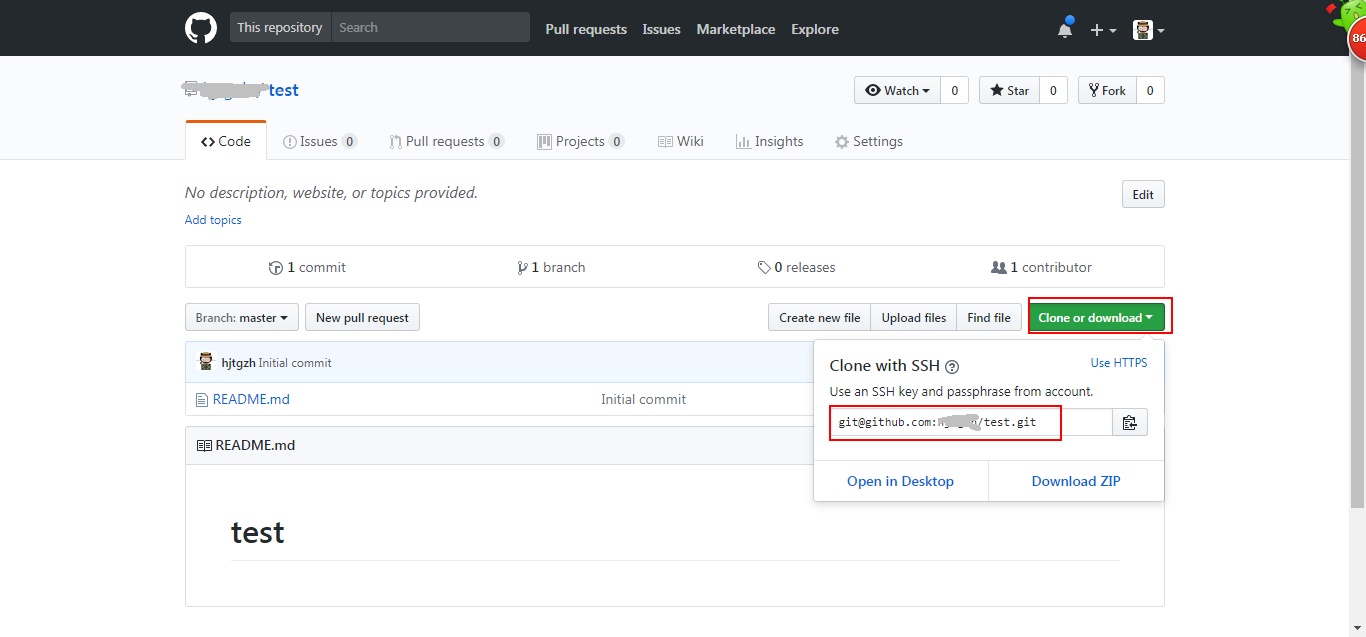 This repository Search Pull requests Issues Marketplace Explore
86
test
Watch 0 Star 0 Fork 0
Code Issues 0 Pull requests 0 Projects 0 Wiki Insights Settings
No description, website, or topics provided. Edit
Add topics
1 commit 1 branch 0 releases 1 contributor
Branch: master New pull request Create new file Upload files Find file Clone or download
hjtgzh Initial commit
README.md Initial commit
Clone with SSH Use HTTPS
Use an SSH key and passphrase from account.
git@github.com: /test.git
Open in Desktop Download ZIP
README.md
test